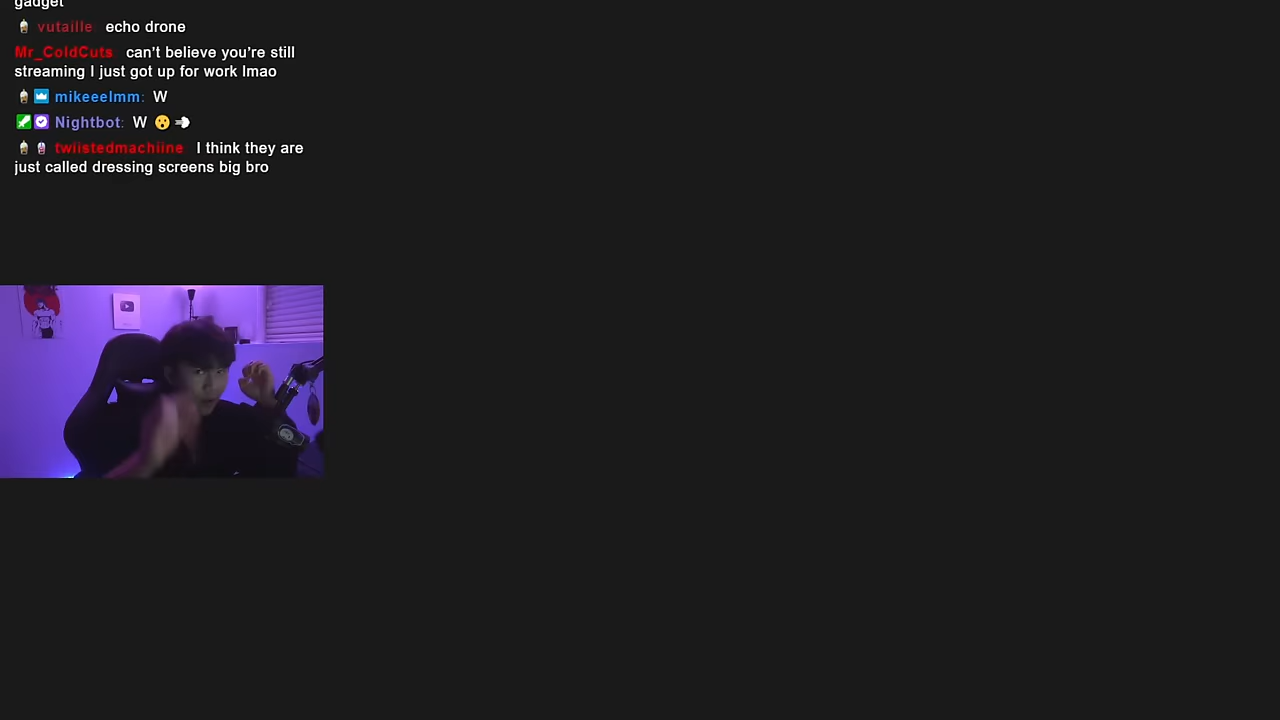 gadget
vutaille echo drone
Mr_ColdCuts can't believe you're still
streaming I just got up for work lmao
mikeeelmm: W
Nightbot: W 😮💨
twiistedmachiine I think they are
just called dressing screens big bro